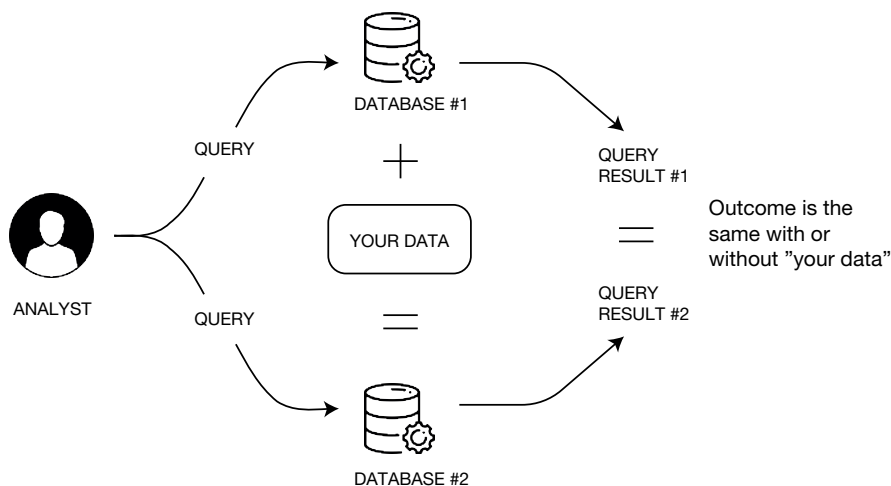 DATABASE #1
QUERY
QUERY
RESULT #1
YOUR DATA
Outcome is the
same with or
without ”your data”
ANALYST
QUERY
QUERY
RESULT #2
DATABASE #2